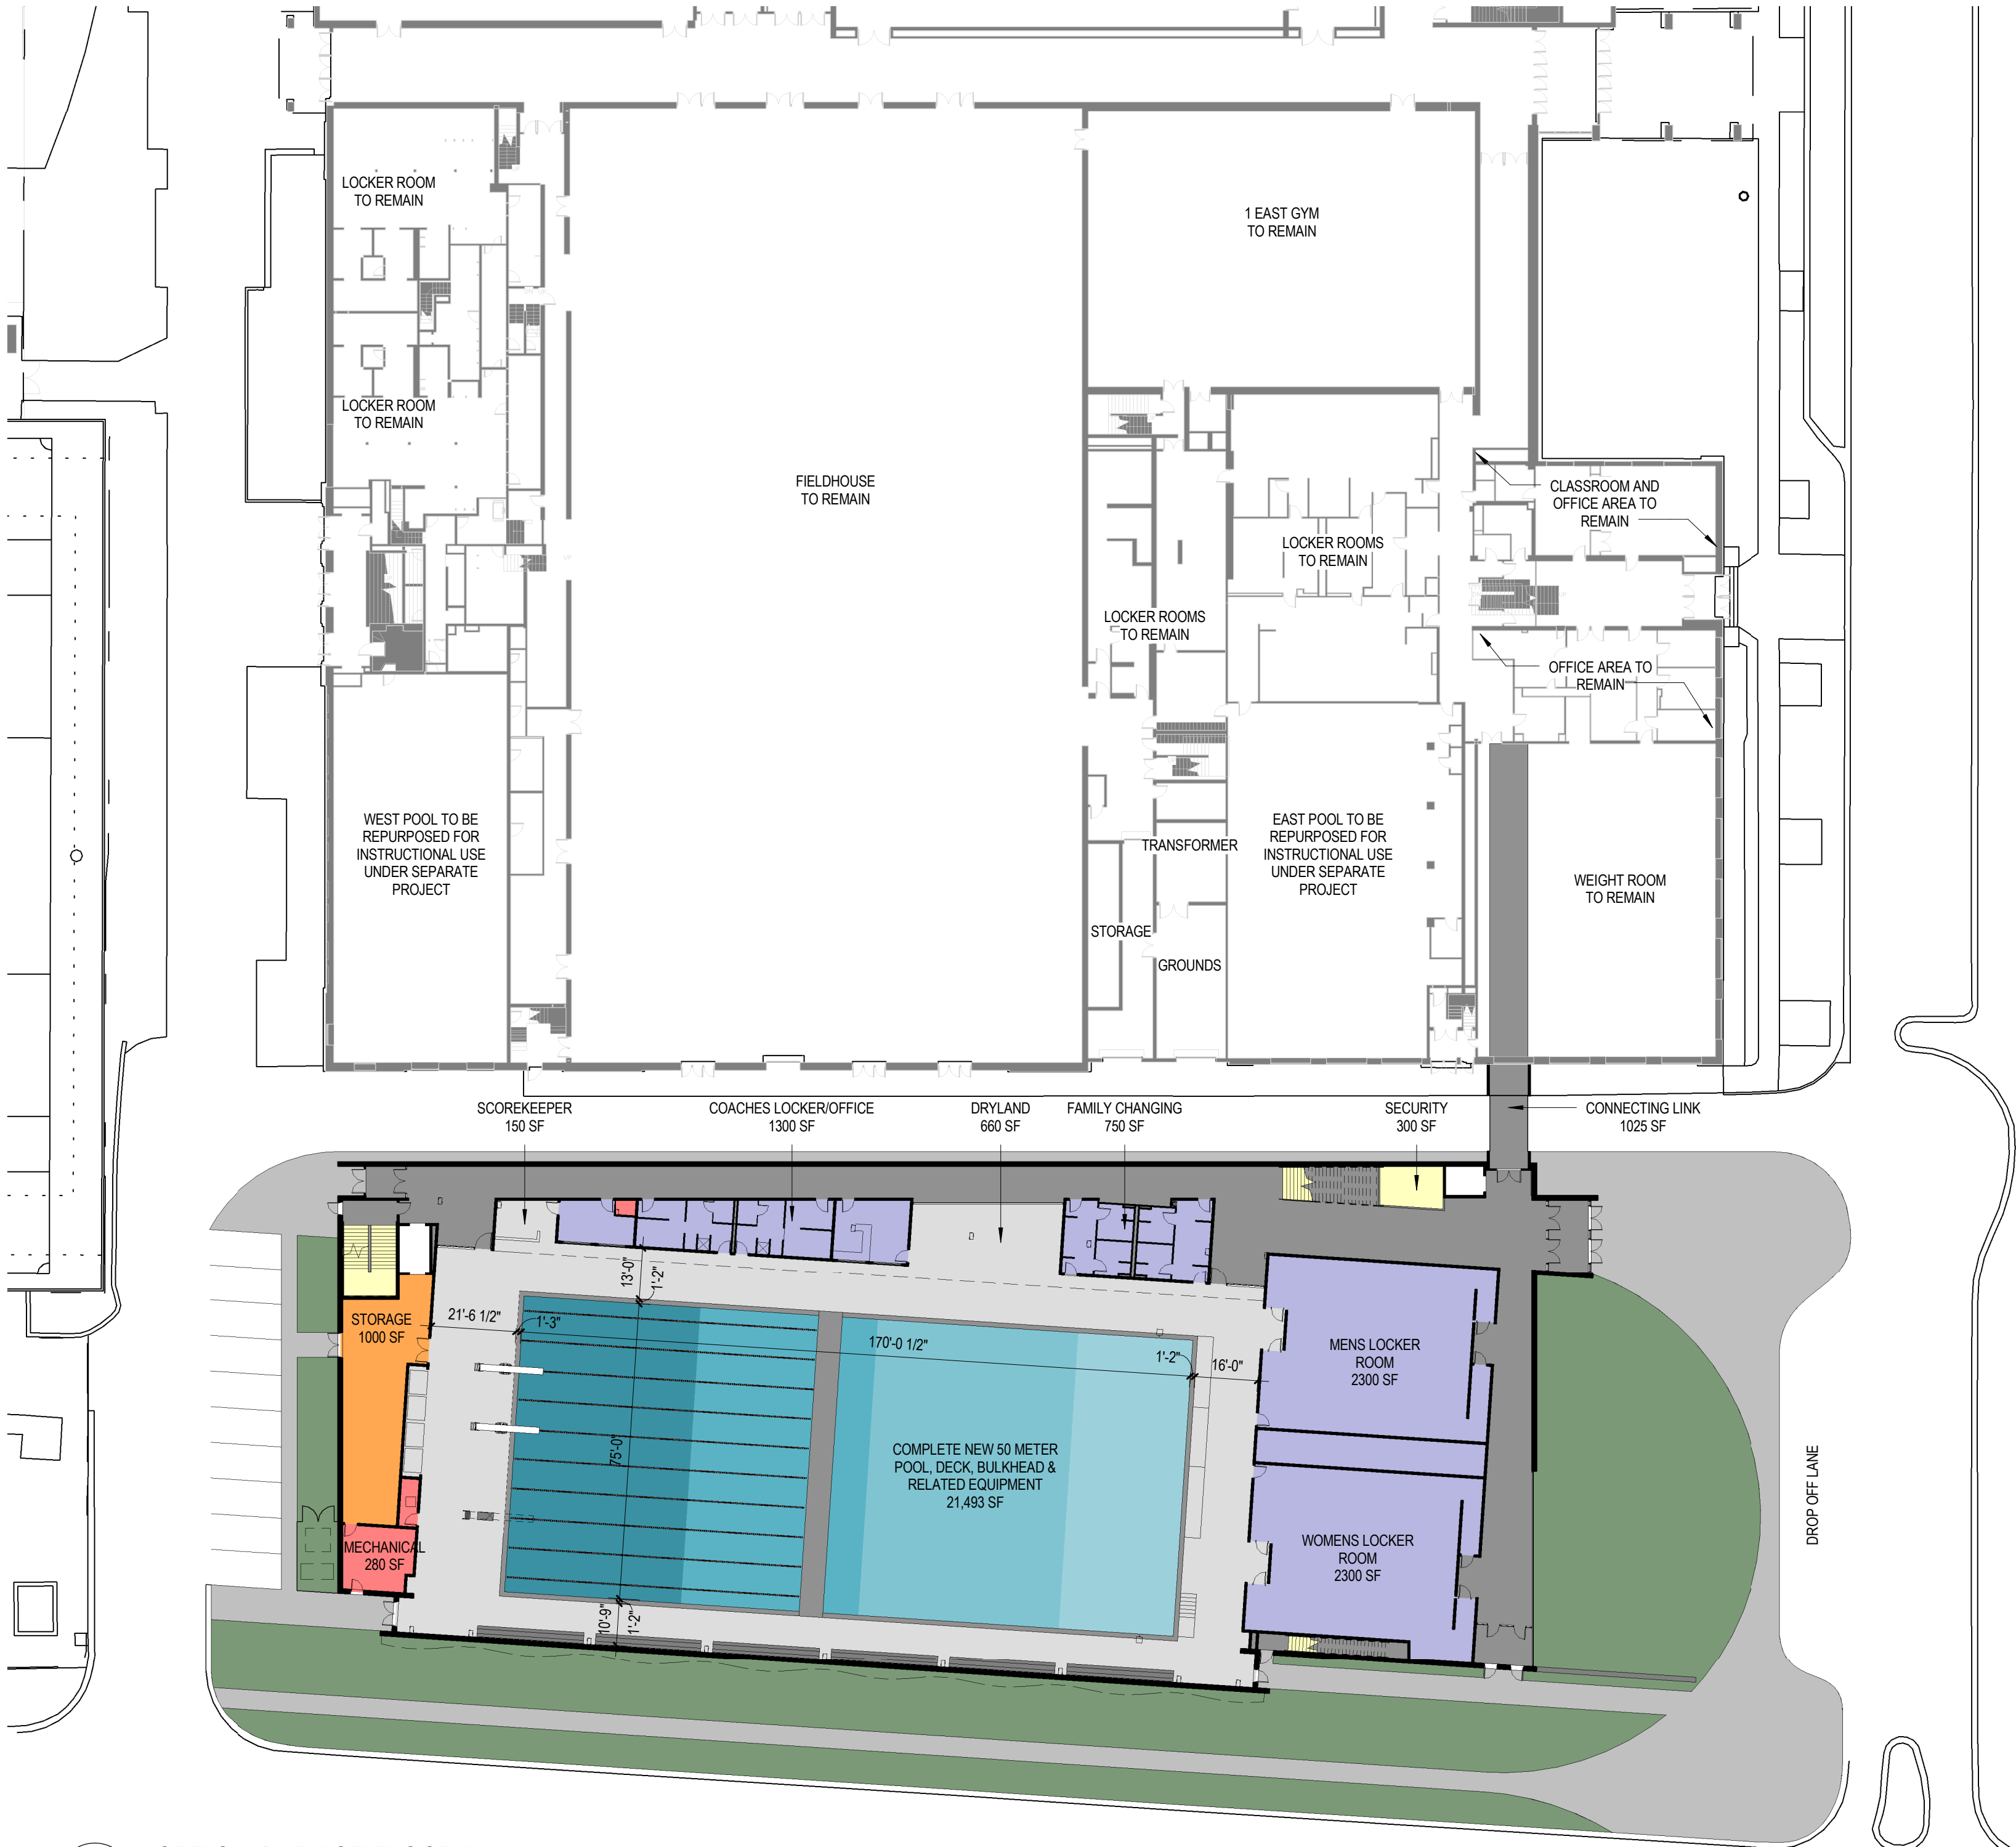 LOCKER ROOM
TO REMAIN
1 EAST GYM
TO REMAIN
LOCKER ROOM
TO REMAIN
FIELDHOUSE
TO REMAIN
CLASSROOM AND
OFFICE AREA TO
REMAIN
LOCKER ROOMS
TO REMAIN
LOCKER ROOMS
TO REMAIN
OFFICE AREA TO
REMAIN
WEST POOL TO BE
REPURPOSED FOR
INSTRUCTIONAL USE
UNDER SEPARATE
PROJECT
TRANSFORMER
EAST POOL TO BE
REPURPOSED FOR
INSTRUCTIONAL USE
UNDER SEPARATE
PROJECT
WEIGHT ROOM
TO REMAIN
STORAGE
GROUNDS
SCOREKEEPER
150 SF
COACHES LOCKER/OFFICE
1300 SF
DRYLAND
660 SF
FAMILY CHANGING
750 SF
SECURITY
300 SF
CONNECTING LINK
1025 SF
13'-0"
1'-2"
STORAGE
1000 SF
21'-6 1/2"
1'-3"
170'-0 1/2"
1'-2"
16'-0"
MENS LOCKER
ROOM
2300 SF
75'-0"
COMPLETE NEW 50 METER
POOL, DECK, BULKHEAD &
RELATED EQUIPMENT
21,493 SF
DROP OFF LANE
MECHANICAL
280 SF
WOMENS LOCKER
ROOM
2300 SF
10'-9"
1'-2"